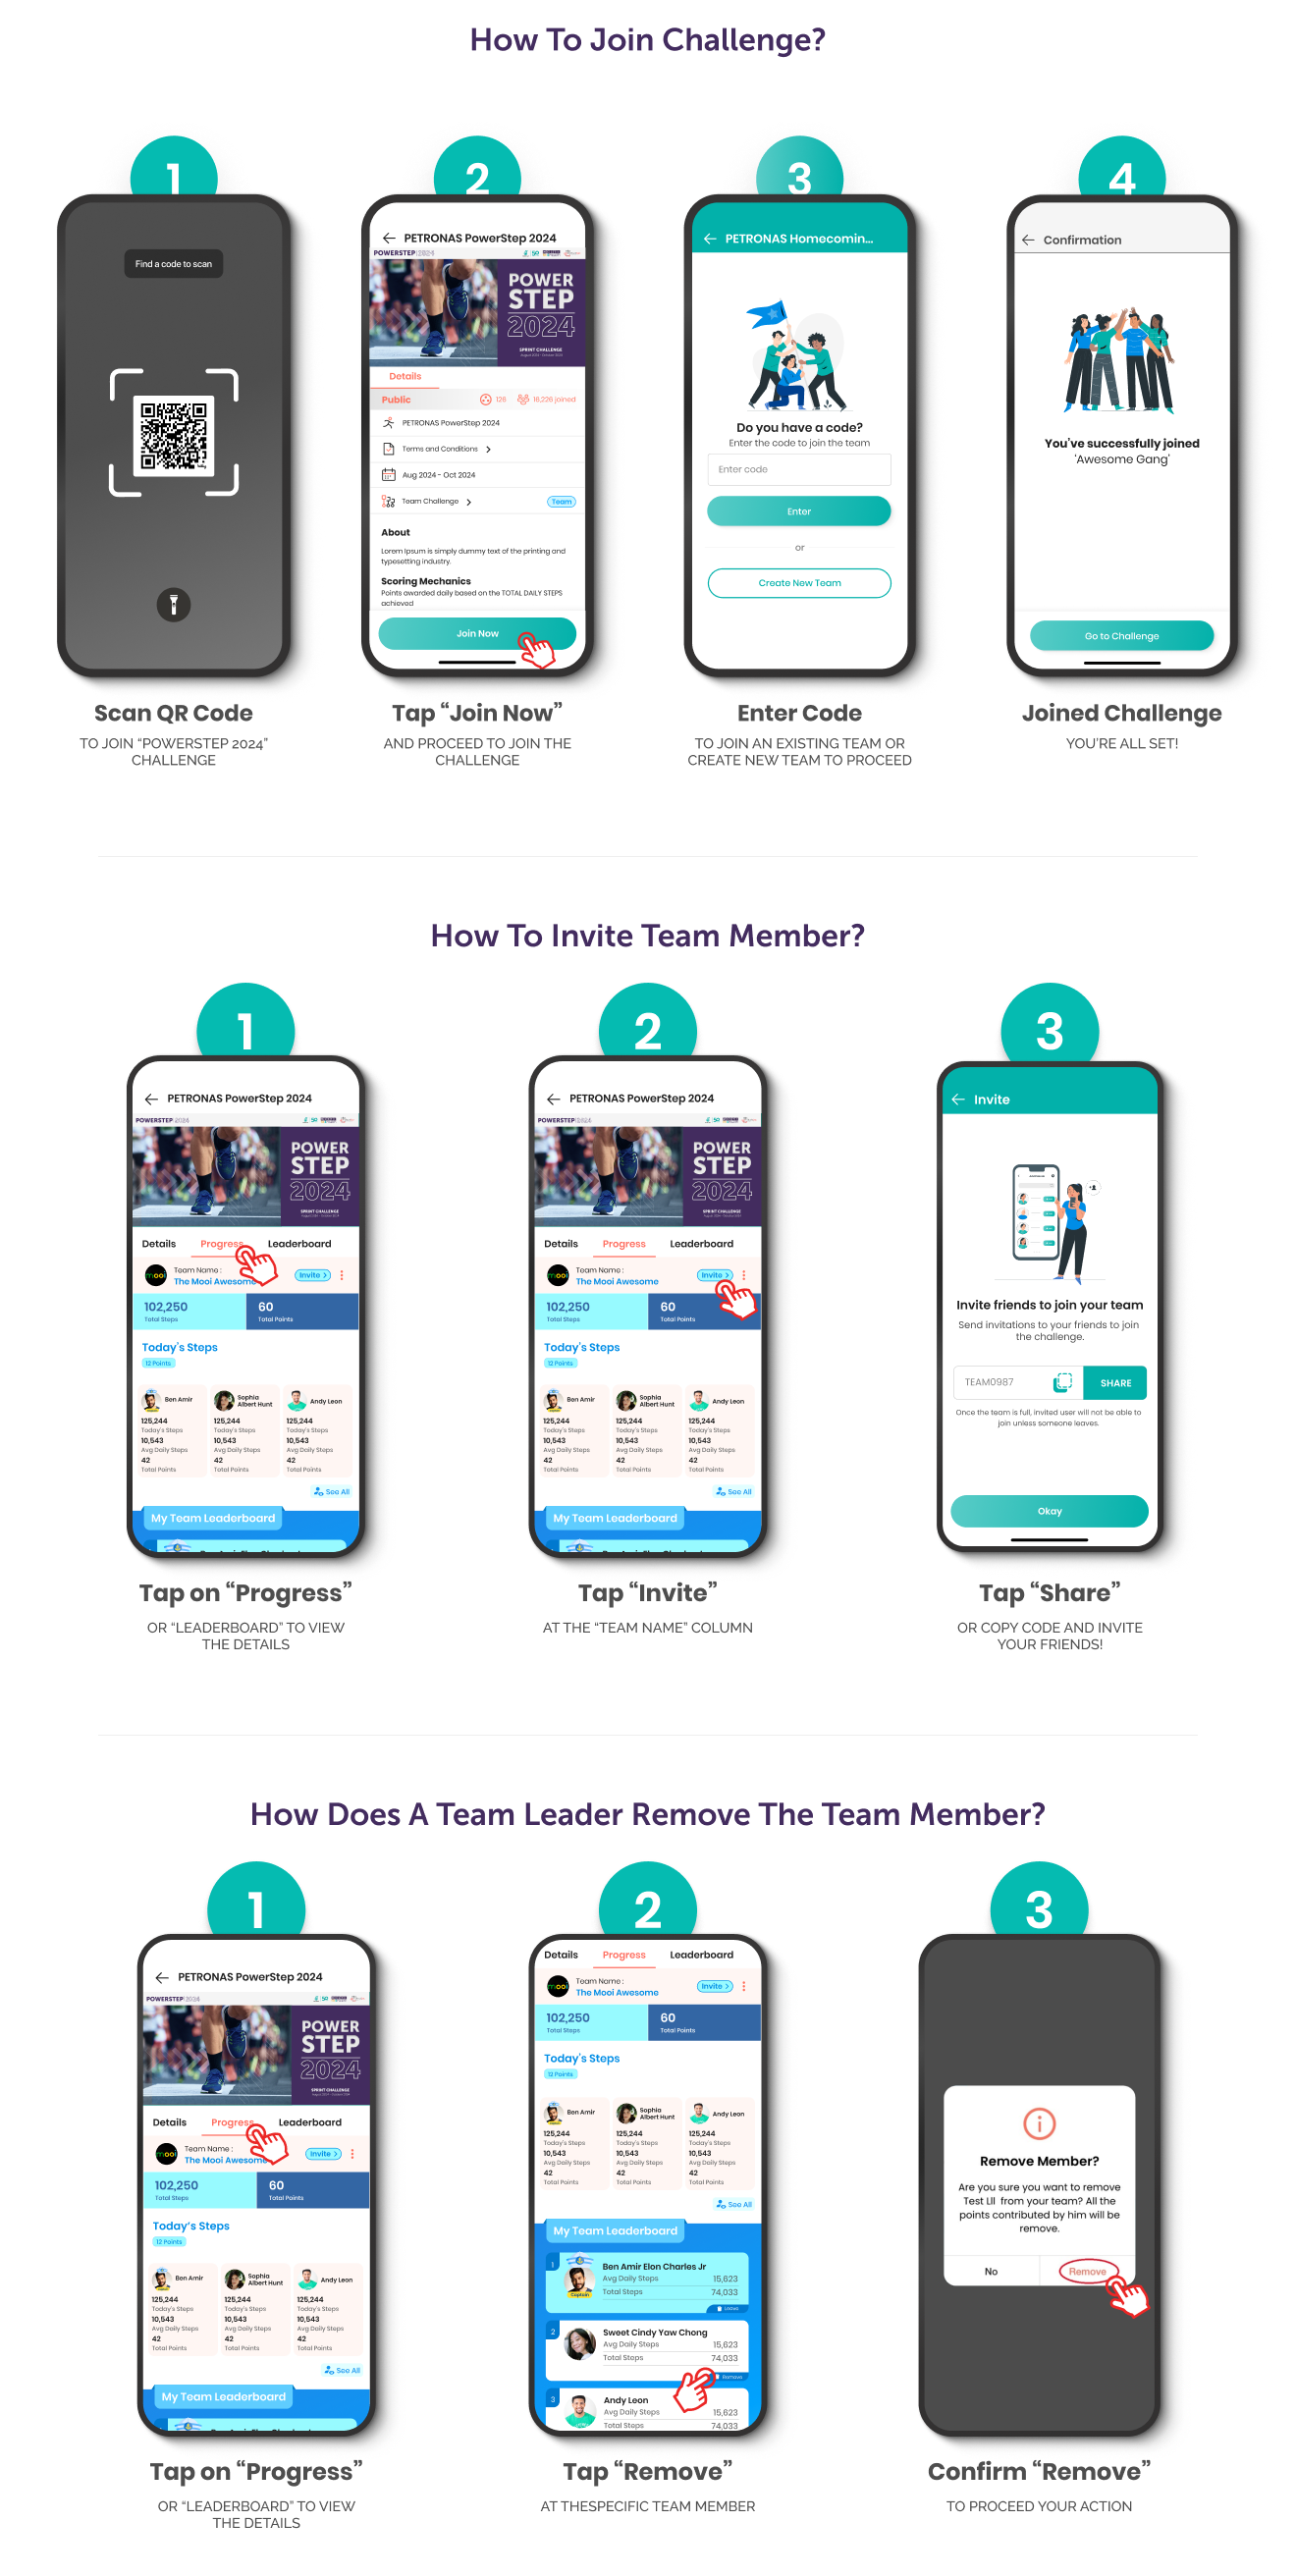 How To Join Challenge?
1
2
3
4
Find a code to scan
PETRONAS PowerStep 2024
POWERSTEP 2024
POWER
STEP
2024
SPRINT CHALLENGE
August 2024 - October 2024
Details
Public 126 16,226 joined
PETRONAS PowerStep 2024
Terms and Conditions
Aug 2024 - Oct 2024
Team Challenge Team
About
Lorem Ipsum is simply dummy text of the printing and
typesetting industry.
Scoring Mechanics
Points awarded daily based on the TOTAL DAILY STEPS
achieved
Join Now
PETRONAS Homecomin...
Do you have a code?
Enter the code to join the team
Enter code
Enter
or
Create New Team
Confirmation
You've successfully joined
'Awesome Gang'
Go to Challenge
Scan QR Code
TO JOIN “POWERSTEP 2024”
CHALLENGE
Tap “Join Now”
AND PROCEED TO JOIN THE
CHALLENGE
Enter Code
TO JOIN AN EXISTING TEAM OR
CREATE NEW TEAM TO PROCEED
Joined Challenge
YOU'RE ALL SET!
How To Invite Team Member?
1
2
3
PETRONAS PowerStep 2024
POWERSTEP 2024
POWER
STEP
2024
SPRINT CHALLENGE
Details Progress Leaderboard
mooi
Team Name :
The Mooi Awesome
Invite >
102,250
Total Steps
60
Total Points
Today's Steps
12 Points
Ben Amir
Sophia
Albert Hunt
Andy Leon
125,244 125,244 125,244
Today's Steps Today's Steps Today's Steps
10,543 10,543 10,543
Avg Daily Steps Avg Daily Steps Avg Daily Steps
42 42 42
Total Points Total Points Total Points
See All
My Team Leaderboard
PETRONAS PowerStep 2024
POWERSTEP 2024
POWER
STEP
2024
SPRINT CHALLENGE
Details Progress Leaderboard
mooi
Team Name :
The Mooi Awesome
Invite >
102,250
Total Steps
60
Total Points
Today's Steps
12 Points
Ben Amir
Sophia
Albert Hunt
Andy Leon
125,244 125,244 125,244
Today's Steps Today's Steps Today's Steps
10,543 10,543 10,543
Avg Daily Steps Avg Daily Steps Avg Daily Steps
42 42 42
Total Points Total Points Total Points
See All
My Team Leaderboard
Invite
Invite friends to join your team
Send invitations to your friends to join
the challenge.
TEAM0987
SHARE
Once the team is full, invited user will not be able to
join unless someone leaves.
Okay
Tap on “Progress”
OR “LEADERBOARD” TO VIEW
THE DETAILS
Tap “Invite”
AT THE “TEAM NAME” COLUMN
Tap “Share”
OR COPY CODE AND INVITE
YOUR FRIENDS!
How Does A Team Leader Remove The Team Member?
1
2
3
PETRONAS PowerStep 2024
POWERSTEP 2024
POWER
STEP
2024
SPRINT CHALLENGE
Details Progress Leaderboard
mooi
Team Name :
The Mooi Awesome
Invite >
102,250
Total Steps
60
Total Points
Today's Steps
12 Points
Ben Amir
Sophia
Albert Hunt
Andy Leon
125,244 125,244 125,244
Today's Steps Today's Steps Today's Steps
10,543 10,543 10,543
Avg Daily Steps Avg Daily Steps Avg Daily Steps
42 42 42
Total Points Total Points Total Points
See All
My Team Leaderboard
Details Progress Leaderboard
mooi
Team Name :
The Mooi Awesome
Invite >
102,250
Total Steps
60
Total Points
Today's Steps
12 Points
Ben Amir
Sophia
Albert Hunt
Andy Leon
125,244 125,244 125,244
Today's Steps Today's Steps Today's Steps
10,543 10,543 10,543
Avg Daily Steps Avg Daily Steps Avg Daily Steps
42 42 42
Total Points Total Points Total Points
See All
My Team Leaderboard
1
Ben Amir Elon Charles Jr
Avg Daily Steps 15,623
Total Steps 74,033
Captain
Leave
2
Sweet Cindy Yaw Chong
Avg Daily Steps 15,623
Total Steps 74,033
Remove
3
Andy Leon
Avg Daily Steps 15,623
Total Steps 74,033
Remove Member?
Are you sure you want to remove
Test LII from your team? All the
points contributed by him will be
remove.
No Remove
Tap on “Progress”
OR “LEADERBOARD” TO VIEW
THE DETAILS
Tap “Remove”
AT THESPECIFIC TEAM MEMBER
Confirm “Remove”
TO PROCEED YOUR ACTION